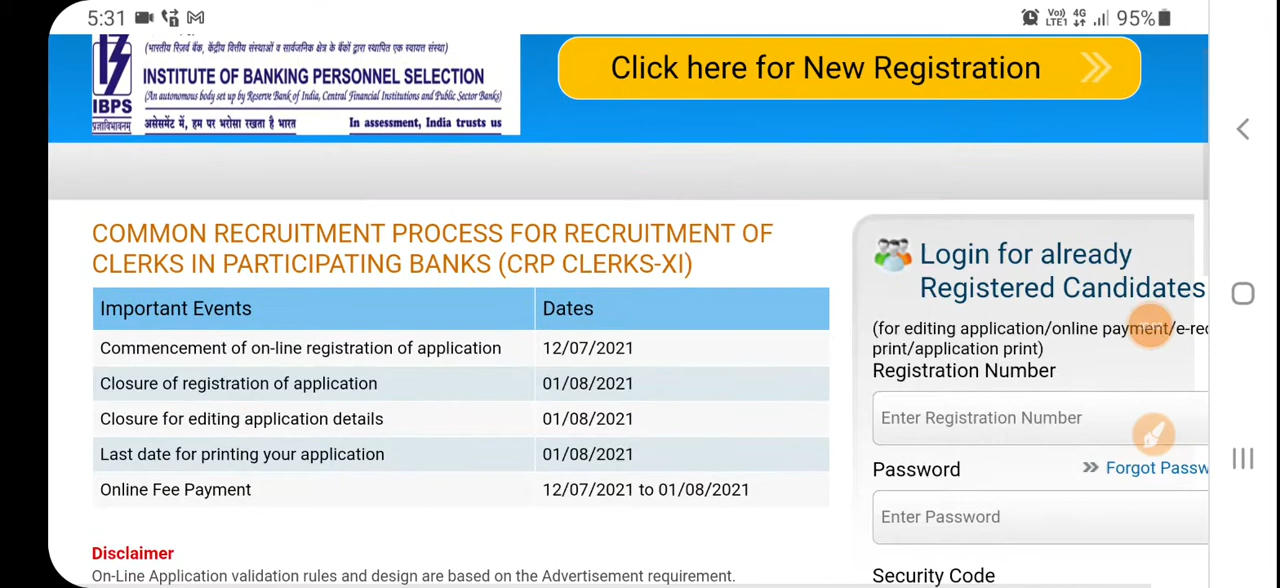 5:31
Vo)) 4G
LTE1
95%
(भारतीय रिज़र्व बैंक, केंद्रीय वित्तीय संस्थाओं व सार्वजनिक क्षेत्र के बैंकों द्वारा स्थापित एक स्वायत्त संस्था)
INSTITUTE OF BANKING PERSONNEL SELECTION
(An autonomous body set up by Reserve Bank of India, Central Financial Institutions and Public Sector Banks)
IBPS
प्रज्ञाविभावनम्
असेसमेंट में, हम पर भरोसा रखता है भारत
In assessment, India trusts us
Click here for New Registration
COMMON RECRUITMENT PROCESS FOR RECRUITMENT OF
CLERKS IN PARTICIPATING BANKS (CRP CLERKS-XI)
Important Events Dates
Commencement of on-line registration of application 12/07/2021
Closure of registration of application 01/08/2021
Closure for editing application details 01/08/2021
Last date for printing your application 01/08/2021
Online Fee Payment 12/07/2021 to 01/08/2021
Disclaimer
On-Line Application validation rules and design are based on the Advertisement requirement.
Login for already
Registered Candidates
(for editing application/online payment/e-rec
print/application print)
Registration Number
Enter Registration Number
Password
Forgot Passw
Enter Password
Security Code